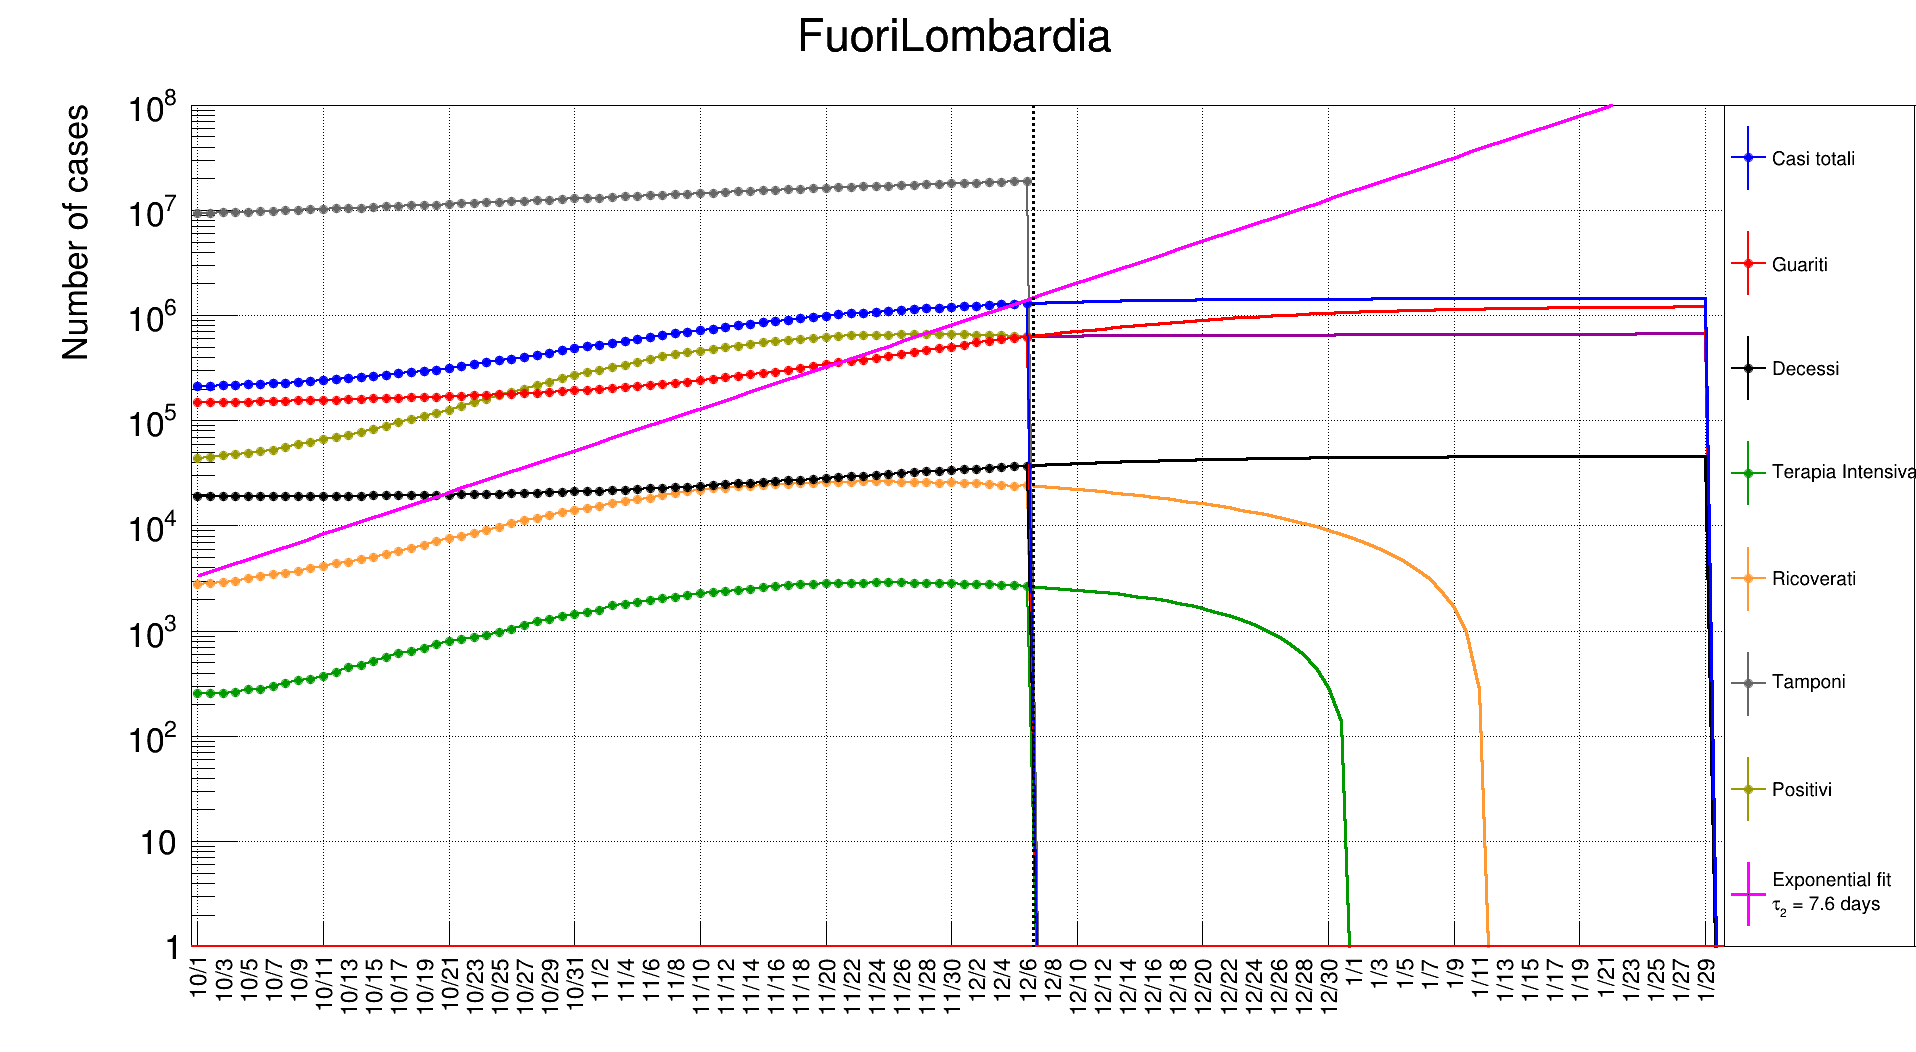 FuoriLombardia
Number of cases
10^8
10^7
10^6
10^5
10^4
10^3
10^2
10
1
10/1 10/3 10/5 10/7 10/9 10/11 10/13 10/15 10/17 10/19 10/21 10/23 10/25 10/27 10/29 10/31 11/2 11/4 11/6 11/8 11/10 11/12 11/14 11/16 11/18 11/20 11/22 11/24 11/26 11/28 11/30 12/2 12/4 12/6 12/8 12/10 12/12 12/14 12/16 12/18 12/20 12/22 12/24 12/26 12/28 12/30 1/1 1/3 1/5 1/7 1/9 1/11 1/13 1/15 1/17 1/19 1/21 1/23 1/25 1/27 1/29
Casi totali
Guariti
Decessi
Terapia Intensiva
Ricoverati
Tamponi
Positivi
Exponential fit
τ₂ = 7.6 days